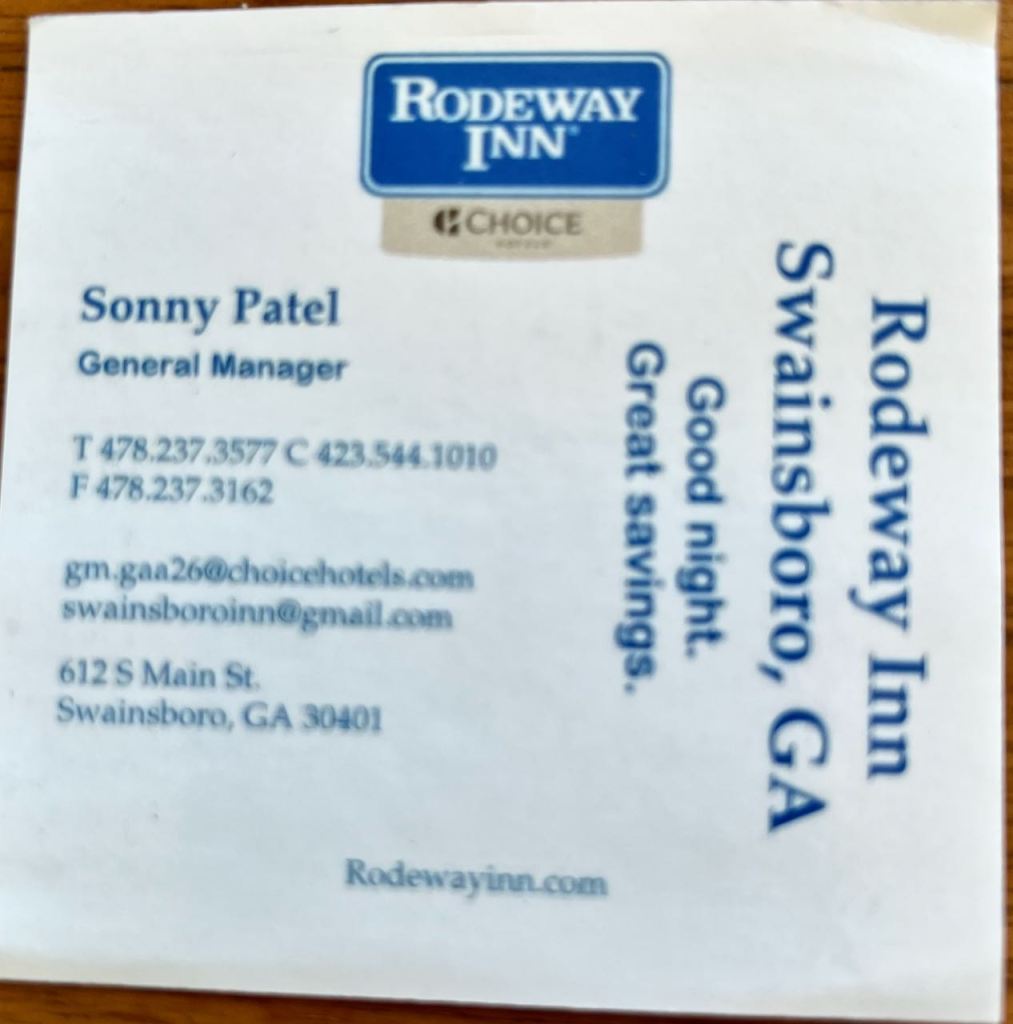 RODEWAY
INN
CHOICE
Sonny Patel
General Manager
T 478.237.3577 C 423.544.1010
F 478.237.3162
gm.gaa26@choicehotels.com
swainsboroinn@gmail.com
612 S Main St.
Swainsboro, GA 30401
Rodewayinn.com
Rodeway Inn
Swainsboro, GA
Good night.
Great savings.